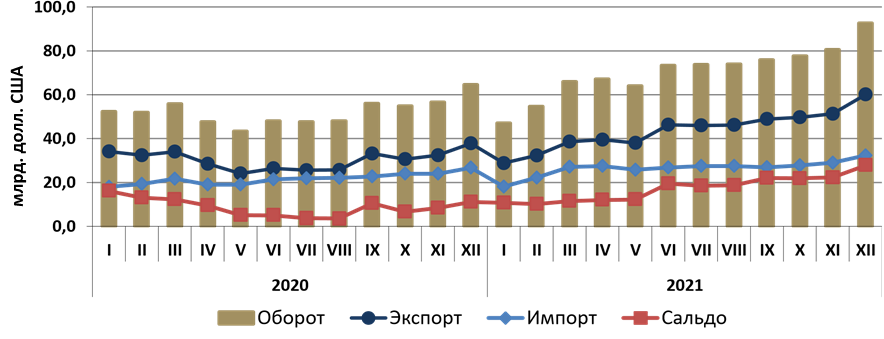 млрд. долл. США
100,0
80,0
60,0
40,0
20,0
0,0
I II III IV V VI VII VIII IX X XI XII I II III IV V VI VII VIII IX X XI XII
2020 2021
Оборот Экспорт Импорт Сальдо